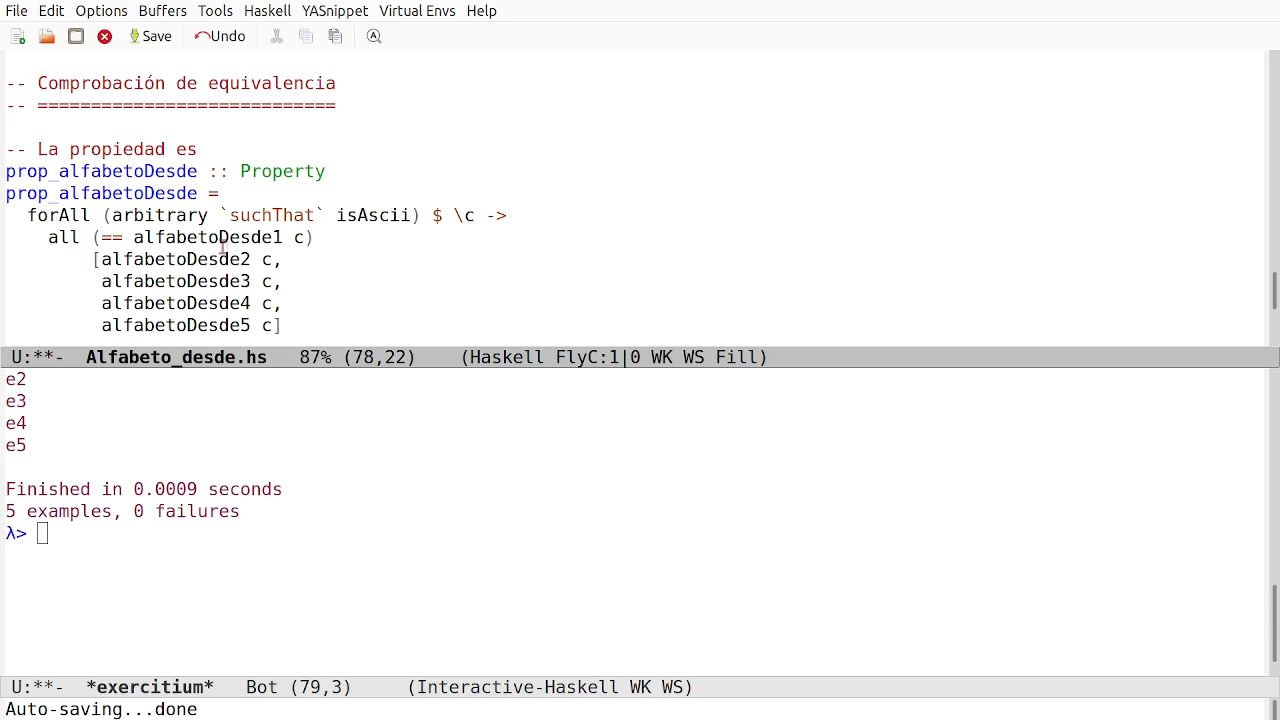 File Edit Options Buffers Tools Haskell YASnippet Virtual Envs Help
Save Undo
-- Comprobación de equivalencia
-- ============================
-- La propiedad es
prop_alfabetoDesde :: Property
prop_alfabetoDesde =
  forAll (arbitrary `suchThat` isAscii) $ \c ->
    all (== alfabetoDesde1 c)
        [alfabetoDesde2 c,
         alfabetoDesde3 c,
         alfabetoDesde4 c,
         alfabetoDesde5 c]
U:**-  Alfabeto_desde.hs   87% (78,22)    (Haskell FlyC:1|0 WK WS Fill)
e2
e3
e4
e5
Finished in 0.0009 seconds
5 examples, 0 failures
λ>
U:**-  *exercitium*   Bot (79,3)     (Interactive-Haskell WK WS)
Auto-saving...done